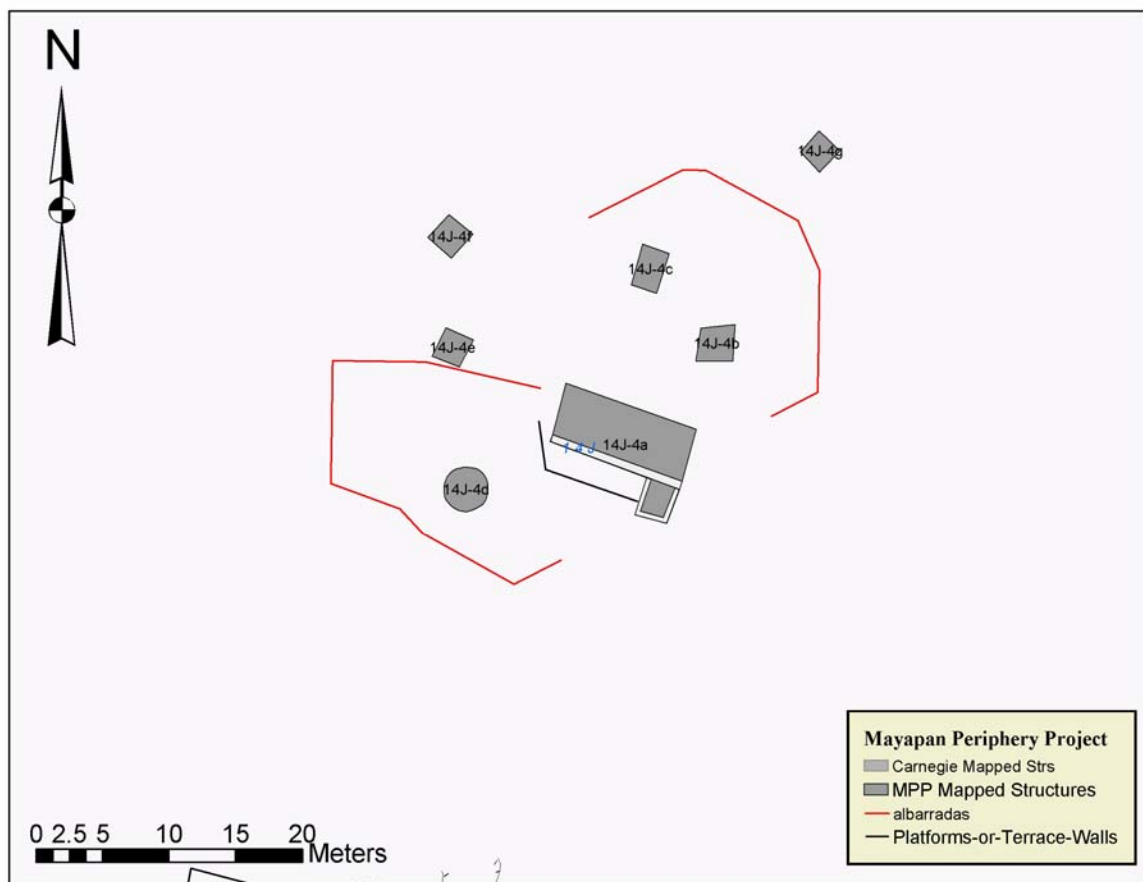 N
14J-4g
14J-4f
14J-4c
14J-4e
14J-4b
14J-4a
14J
14J-4d
Mayapan Periphery Project
Carnegie Mapped Strs
MPP Mapped Structures
albarradas
Platforms-or-Terrace-Walls
0 2.5 5 10 15 20 Meters